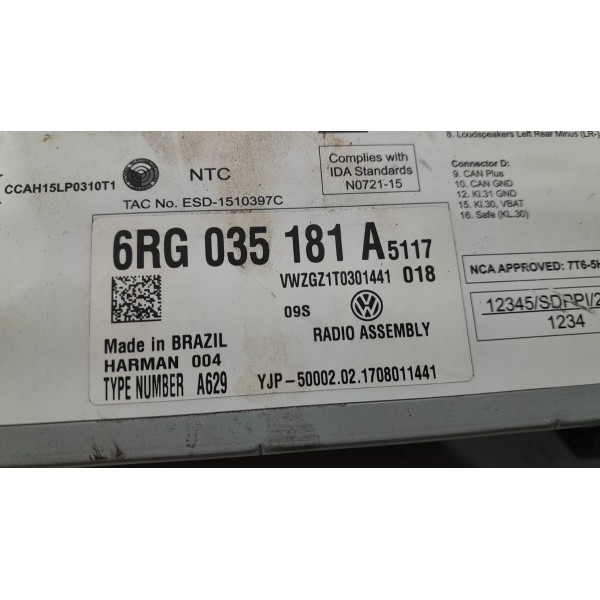 8. Loudspeakers Left Rear Minus (LR-)
CCAH15LP0310T1
NTC
TAC No. ESD-1510397C
Complies with
IDA Standards
N0721-15
Connector D:
9. CAN Plus
10. CAN GND
12. Kl.31 GND
15. Kl.30, VBAT
16. Safe (KL.30)
6RG 035 181 A 5117
VWZGZ1T0301441 018
09S
RADIO ASSEMBLY
Made in BRAZIL
HARMAN 004
TYPE NUMBER A629
YJP-50002.02.1708011441
NCA APPROVED: 7T6-5H
1234